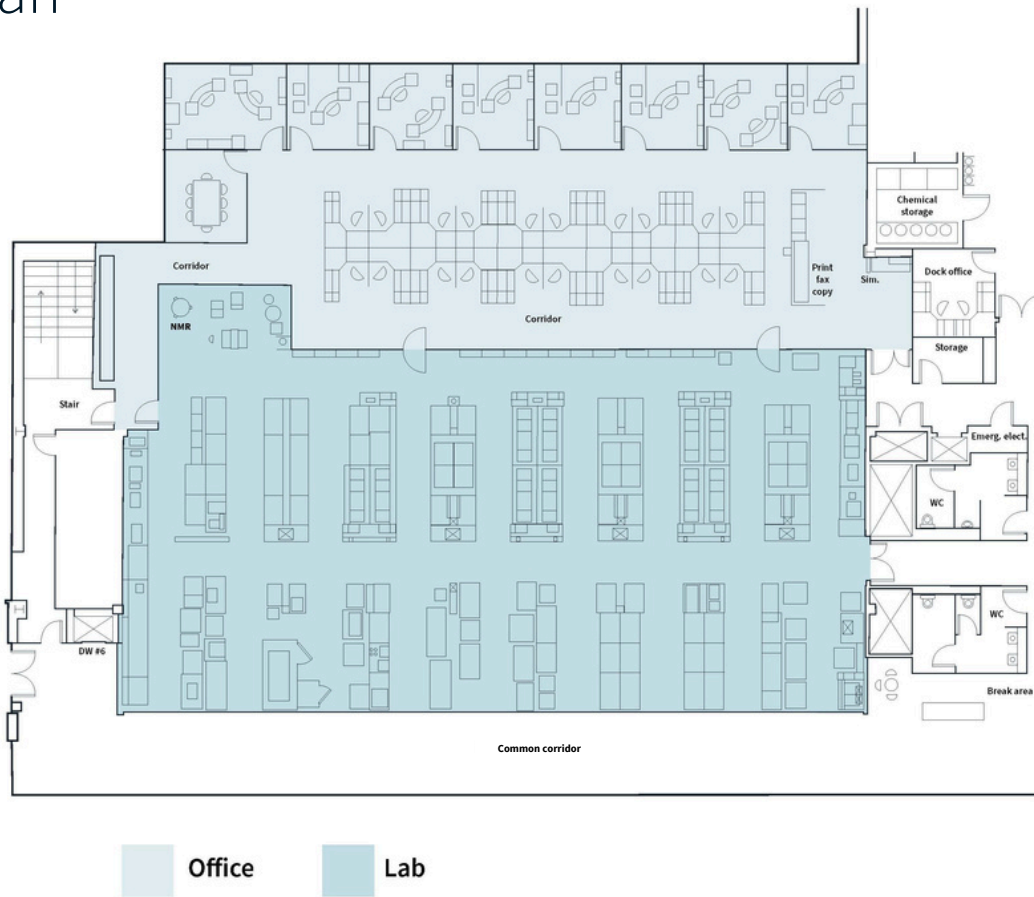 Chemical
storage
Corridor
Print
fax
copy
Sim.
Dock office
Corridor
NMR
Storage
Stair
Emerg. elect.
WC
WC
DW #6
Break area
Common corridor
Office
Lab